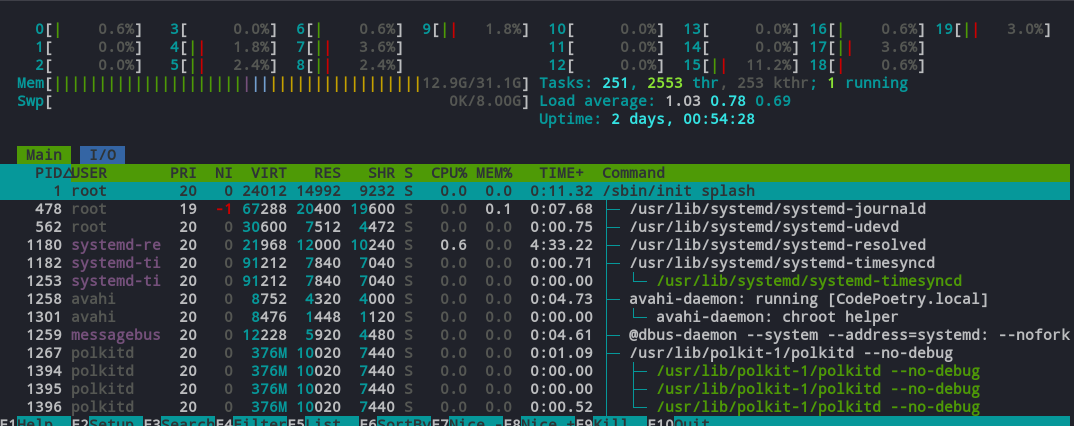 0[| 0.6%] 3[ 0.0%] 6[| 0.6%] 9[|| 1.8%] 10[ 0.0%] 13[ 0.0%] 16[| 0.6%] 19[|| 3.0%]
1[ 0.0%] 4[|| 1.8%] 7[|| 3.6%] 11[ 0.0%] 14[ 0.0%] 17[|| 3.6%]
2[ 0.0%] 5[|| 2.4%] 8[|| 2.4%] 12[ 0.0%] 15[|| 11.2%] 18[| 0.6%]
Mem[||||||||||||||||||||||||||||||||||||||||| 12.9G/31.1G] Tasks: 251, 2553 thr, 253 kthr; 1 running
Swp[ 0K/8.00G] Load average: 1.03 0.78 0.69
Uptime: 2 days, 00:54:28
Main I/O
PID△USER PRI NI VIRT RES SHR S CPU% MEM% TIME+ Command
1 root 20 0 24012 14992 9232 S 0.0 0.0 0:11.32 /sbin/init splash
478 root 19 -1 67288 20400 19600 S 0.0 0.1 0:07.68 ├─ /usr/lib/systemd/systemd-journald
562 root 20 0 30600 7512 4472 S 0.0 0.0 0:00.75 ├─ /usr/lib/systemd/systemd-udevd
1180 systemd-re 20 0 21968 12000 10240 S 0.6 0.0 4:33.22 ├─ /usr/lib/systemd/systemd-resolved
1182 systemd-ti 20 0 91212 7840 7040 S 0.0 0.0 0:00.71 ├─ /usr/lib/systemd/systemd-timesyncd
1253 systemd-ti 20 0 91212 7840 7040 S 0.0 0.0 0:00.00 │ └─ /usr/lib/systemd/systemd-timesyncd
1258 avahi 20 0 8752 4320 4000 S 0.0 0.0 0:04.73 ├─ avahi-daemon: running [CodePoetry.local]
1301 avahi 20 0 8476 1448 1120 S 0.0 0.0 0:00.00 │ └─ avahi-daemon: chroot helper
1259 messagebus 20 0 12228 5920 4480 S 0.0 0.0 0:04.61 ├─ @dbus-daemon --system --address=systemd: --nofork
1267 polkitd 20 0 376M 10020 7440 S 0.0 0.0 0:01.09 ├─ /usr/lib/polkit-1/polkitd --no-debug
1394 polkitd 20 0 376M 10020 7440 S 0.0 0.0 0:00.00 │ ├─ /usr/lib/polkit-1/polkitd --no-debug
1395 polkitd 20 0 376M 10020 7440 S 0.0 0.0 0:00.00 │ ├─ /usr/lib/polkit-1/polkitd --no-debug
1396 polkitd 20 0 376M 10020 7440 S 0.0 0.0 0:00.52 │ └─ /usr/lib/polkit-1/polkitd --no-debug
F1Help F2Setup F3SearchF4FilterF5List F6SortByF7Nice -F8Nice +F9Kill F10Quit